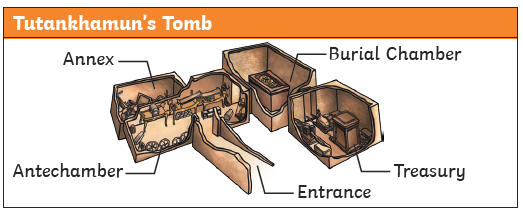 Tutankhamun's Tomb
Annex
Burial Chamber
Antechamber
Treasury
Entrance